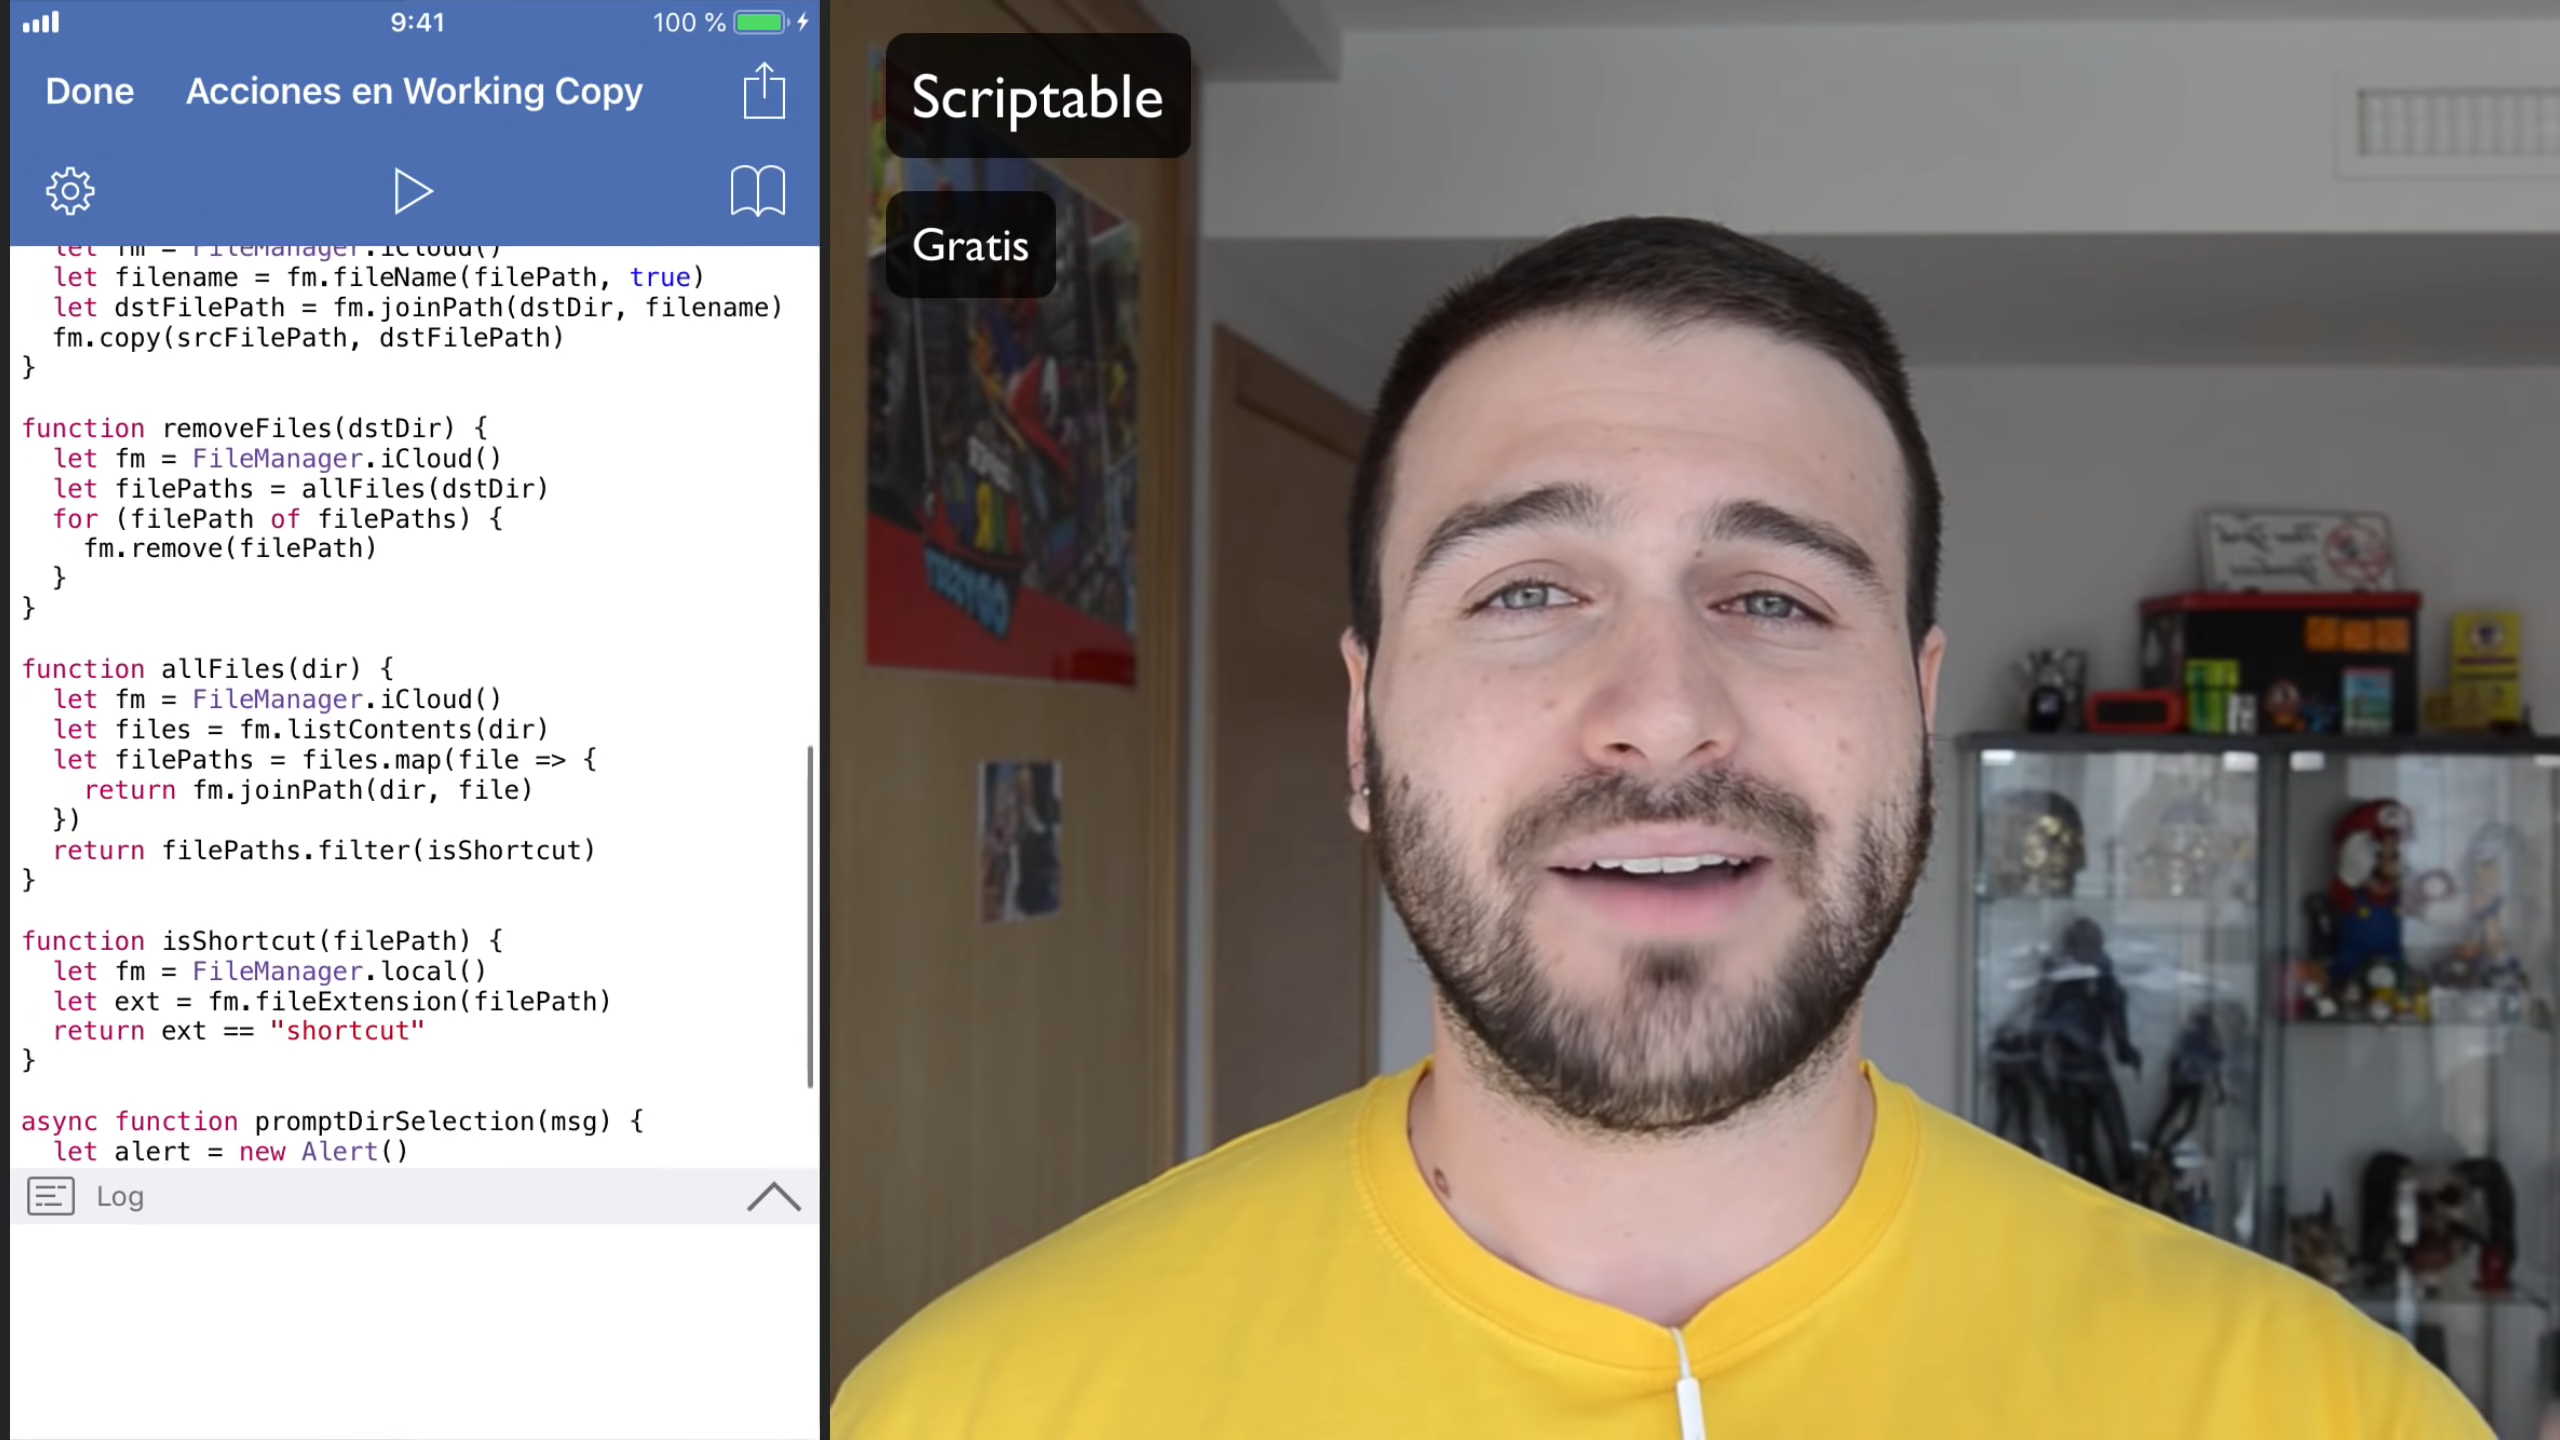 9:41
100 %
Done
Acciones en Working Copy
let fm = FileManager.iCloud()
let filename = fm.fileName(filePath, true)
let dstFilePath = fm.joinPath(dstDir, filename)
fm.copy(srcFilePath, dstFilePath)
}
function removeFiles(dstDir) {
let fm = FileManager.iCloud()
let filePaths = allFiles(dstDir)
for (filePath of filePaths) {
fm.remove(filePath)
}
}
function allFiles(dir) {
let fm = FileManager.iCloud()
let files = fm.listContents(dir)
let filePaths = files.map(file => {
return fm.joinPath(dir, file)
})
return filePaths.filter(isShortcut)
}
function isShortcut(filePath) {
let fm = FileManager.local()
let ext = fm.fileExtension(filePath)
return ext == "shortcut"
}
async function promptDirSelection(msg) {
let alert = new Alert()
Log
Scriptable
Gratis